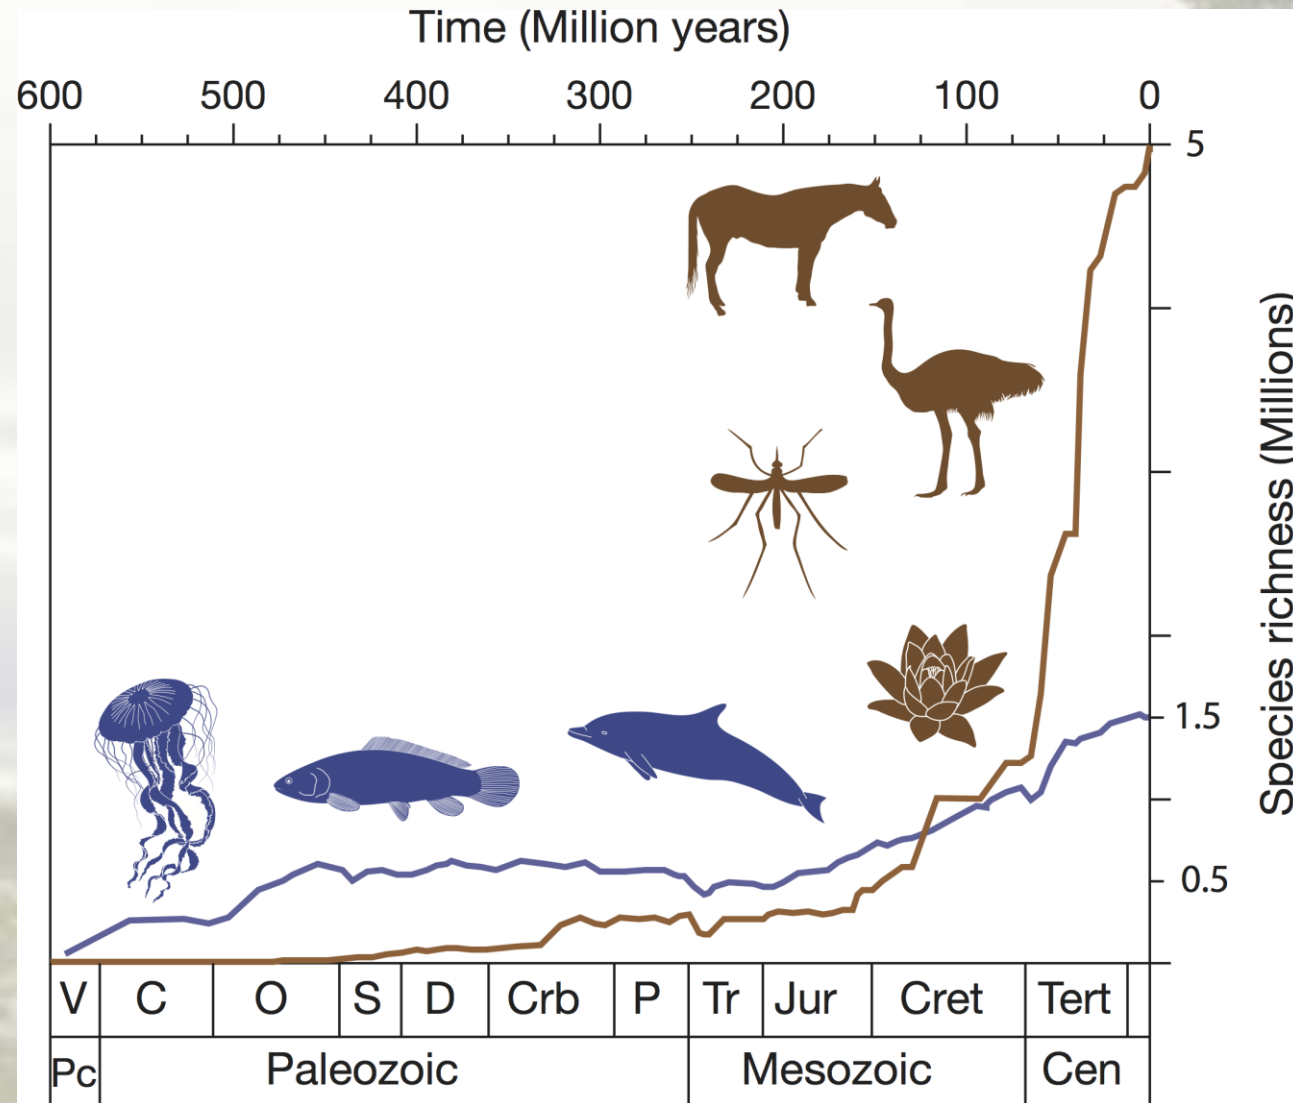 Time (Million years)
600 500 400 300 200 100 0
5
1.5
0.5
Species richness (Millions)
V C O S D Crb P Tr Jur Cret Tert
Pc Paleozoic Mesozoic Cen